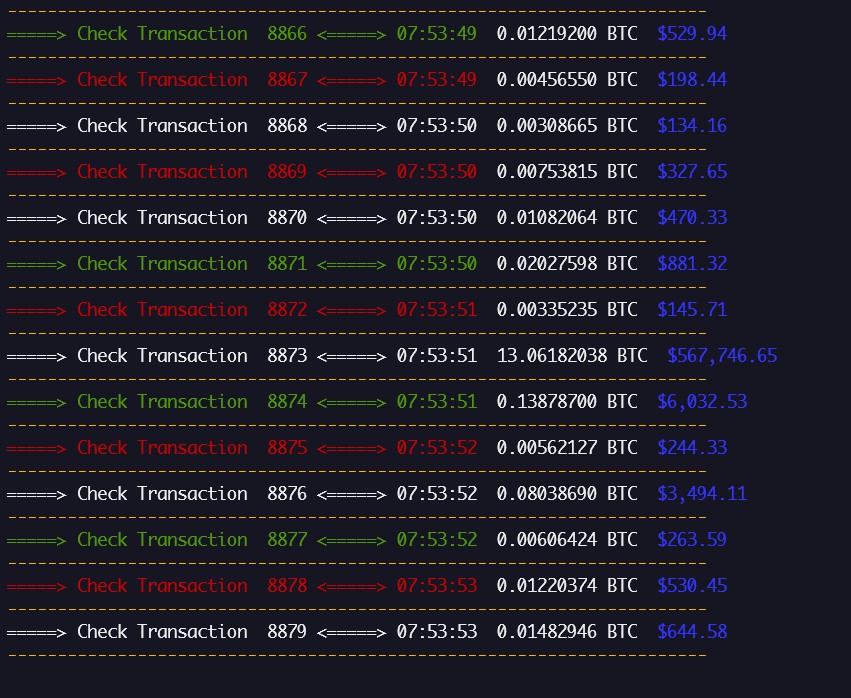 =====> Check Transaction  8866 <=====> 07:53:49  0.01219200 BTC  $529.94
=====> Check Transaction  8867 <=====> 07:53:49  0.00456550 BTC  $198.44
=====> Check Transaction  8868 <=====> 07:53:50  0.00308665 BTC  $134.16
=====> Check Transaction  8869 <=====> 07:53:50  0.00753815 BTC  $327.65
=====> Check Transaction  8870 <=====> 07:53:50  0.01082064 BTC  $470.33
=====> Check Transaction  8871 <=====> 07:53:50  0.02027598 BTC  $881.32
=====> Check Transaction  8872 <=====> 07:53:51  0.00335235 BTC  $145.71
=====> Check Transaction  8873 <=====> 07:53:51  13.06182038 BTC  $567,746.65
=====> Check Transaction  8874 <=====> 07:53:51  0.13878700 BTC  $6,032.53
=====> Check Transaction  8875 <=====> 07:53:52  0.00562127 BTC  $244.33
=====> Check Transaction  8876 <=====> 07:53:52  0.08038690 BTC  $3,494.11
=====> Check Transaction  8877 <=====> 07:53:52  0.00606424 BTC  $263.59
=====> Check Transaction  8878 <=====> 07:53:53  0.01220374 BTC  $530.45
=====> Check Transaction  8879 <=====> 07:53:53  0.01482946 BTC  $644.58